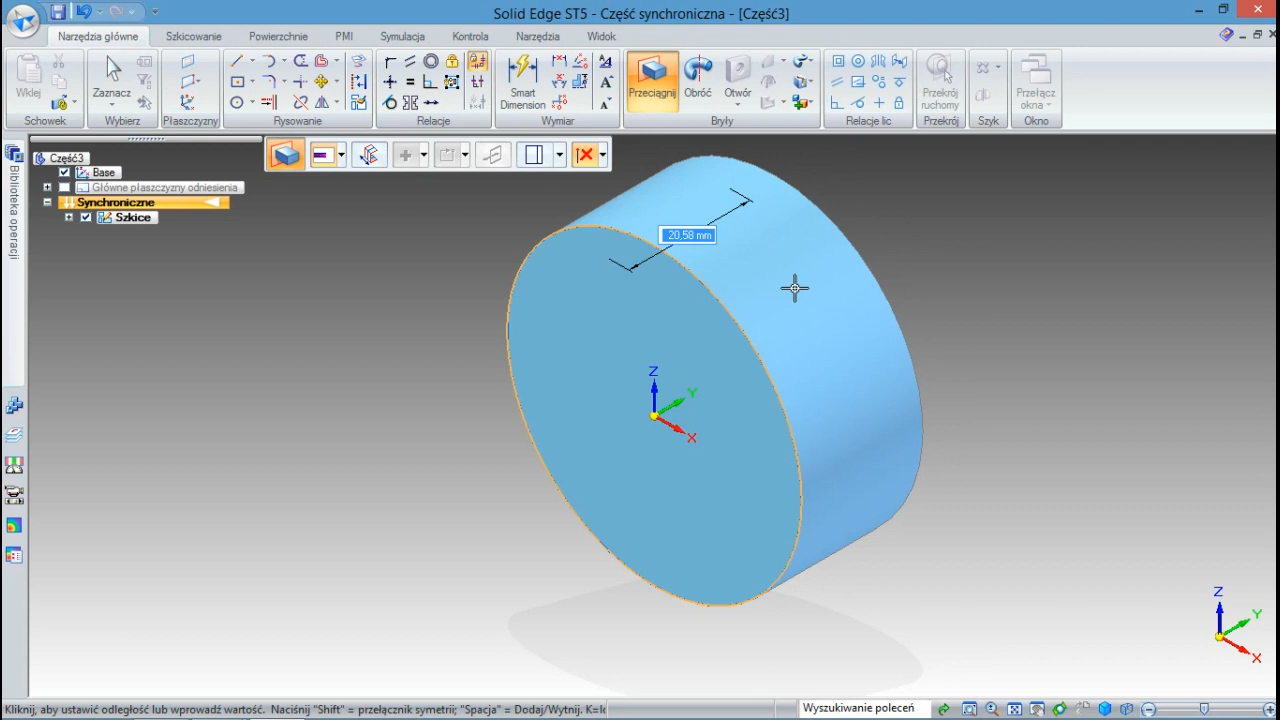 Solid Edge ST5 - Część synchroniczna - [Część3]
Narzędzia główne Szkicowanie Powierzchnie PMI Symulacja Kontrola Narzędzia Widok
Wklej Zaznacz Smart Dimension Przeciągnij Obróć Otwór Przekrój ruchomy Przełącz okna
Schowek Wybierz Płaszczyzny Rysowanie Relacje Wymiar Bryły Relacje lic Przekrój Szyk Okno
Biblioteka operacji
Część3
Base
Główne płaszczyzny odniesienia
Synchroniczne
Szkice
20,58 mm
Z
Y
X
Z
Y
X
Kliknij, aby ustawić odległość lub wprowadź wartość. Naciśnij "Shift" = przełącznik symetrii; "Spacja" = Dodaj/Wytnij. K=
Wyszukiwanie poleceń